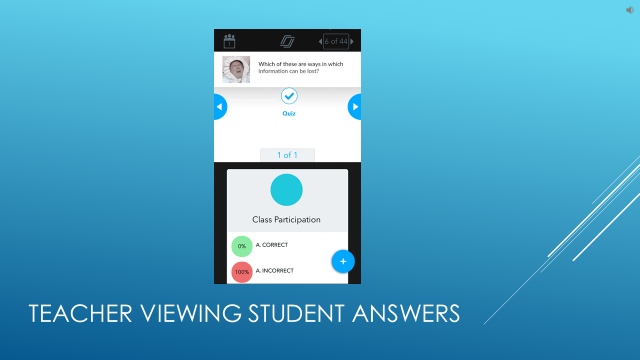 1
6 of 44
Which of these are ways in which
information can be lost?
Quiz
1 of 1
Class Participation
0% A. CORRECT
100% A. INCORRECT
TEACHER VIEWING STUDENT ANSWERS